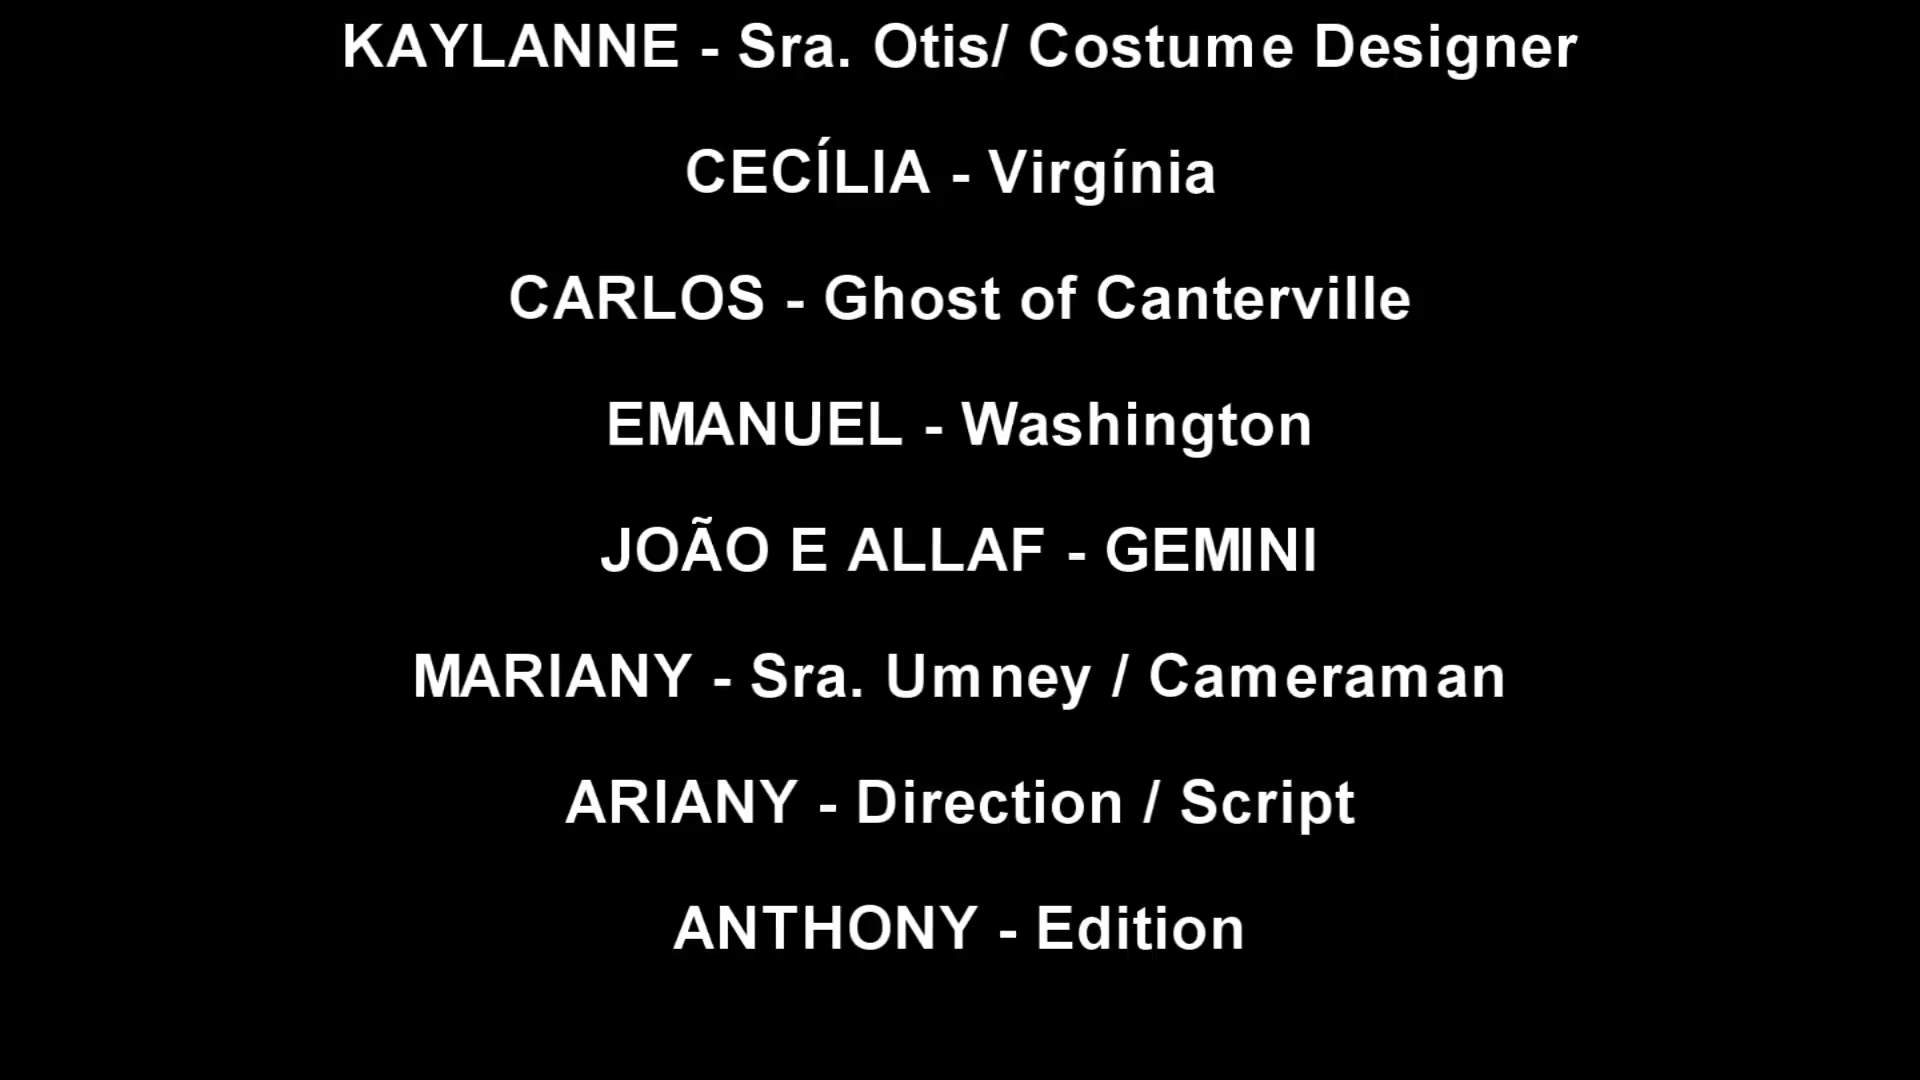 KAYLANNE - Sra. Otis/ Costume Designer
CECÍLIA - Virgínia
CARLOS - Ghost of Canterville
EMANUEL - Washington
JOÃO E ALLAF - GEMINI
MARIANY - Sra. Umney / Cameraman
ARIANY - Direction / Script
ANTHONY - Edition